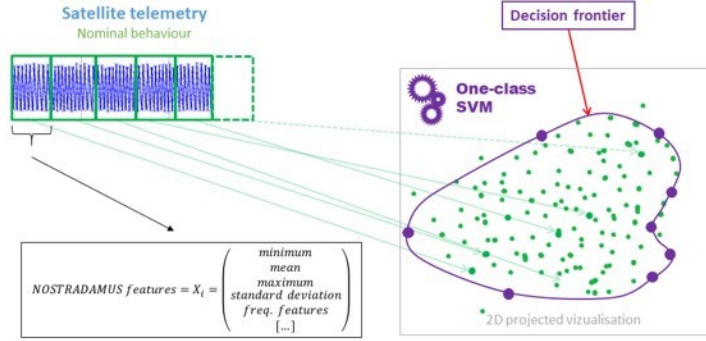 Satellite telemetry
Nominal behaviour
Decision frontier
One-class
SVM
NOSTRADAMUS features = X_i =
minimum
mean
maximum
standard deviation
freq. features
[...]
2D projected vizualisation